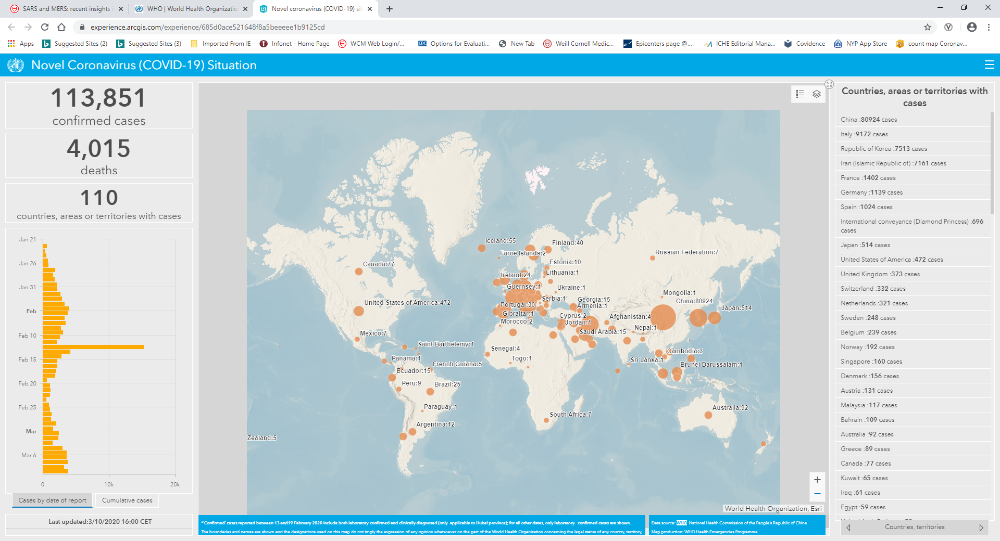 SARS and MERS: recent insights
WHO | World Health Organizatio
Novel coronavirus (COVID-19) sit
experience.arcgis.com/experience/685d0ace521648f8a5beeeee1b9125cd
Apps
Suggested Sites (2)
Suggested Sites (3)
Imported From IE
Infonet - Home Page
WCM Web Login/...
CDC
Options for Evaluati...
New Tab
Weill Cornell Medic...
Epicenters page @...
ICHE Editorial Mana...
Covidence
NYP App Store
count map Coronav...
Novel Coronavirus (COVID-19) Situation
113,851
confirmed cases
4,015
deaths
110
countries, areas or territories with cases
Jan 21
Jan 26
Jan 31
Feb
Feb 10
Feb 15
Feb 20
Feb 25
Mar
Mar 6
0
10k
20k
Cases by date of report
Cumulative cases
Last updated:3/10/2020 16:00 CET
Iceland:55
Finland:40
Faroe Islands:2
Russian Federation:7
Canada:77
Estonia:10
Lithuania:1
Ireland:24
Guernsey:1
Ukraine:1
Mongolia:1
United States of America:472
Serbia:1
Georgia:15
China:80924
Portugal:30
Armenia:1
Japan:514
Gibraltar:1
Cyprus:2
Afghanistan:4
Morocco:2
Jordan:1
Nepal:1
Mexico:7
Saudi Arabia:15
Saint Barthelemy:1
Senegal:4
Cambodia:3
Panama:1
Togo:1
Sri Lanka:1
French Guiana:5
Brunei Darussalam:1
Ecuador:15
Peru:9
Brazil:25
Paraguay:1
Australia:92
South Africa:7
Argentina:12
Zealand:5
World Health Organization, Esri
*'Confirmed' cases reported between 13 and19 February 2020 include both laboratory-confirmed and clinically diagnosed (only applicable to Hubei province); for all other dates, only laboratory- confirmed cases are shown.
The boundaries and names are shown and the designations used on this map do not imply the expression of any opinion whatsoever on the part of the World Health Organization concerning the legal status of any country, territory,
Data source: WHO National Health Commission of the People's Republic of China
Map production: WHO Health Emergencies Programme
Countries, areas or territories with
cases
China :80924 cases
Italy :9172 cases
Republic of Korea :7513 cases
Iran (Islamic Republic of) :7161 cases
France :1402 cases
Germany :1139 cases
Spain :1024 cases
International conveyance (Diamond Princess) :696
cases
Japan :514 cases
United States of America :472 cases
United Kingdom :373 cases
Switzerland :332 cases
Netherlands :321 cases
Sweden :248 cases
Belgium :239 cases
Norway :192 cases
Singapore :160 cases
Denmark :156 cases
Austria :131 cases
Malaysia :117 cases
Bahrain :109 cases
Australia :92 cases
Greece :89 cases
Canada :77 cases
Kuwait :65 cases
Iraq :61 cases
Egypt :59 cases
Countries, territories